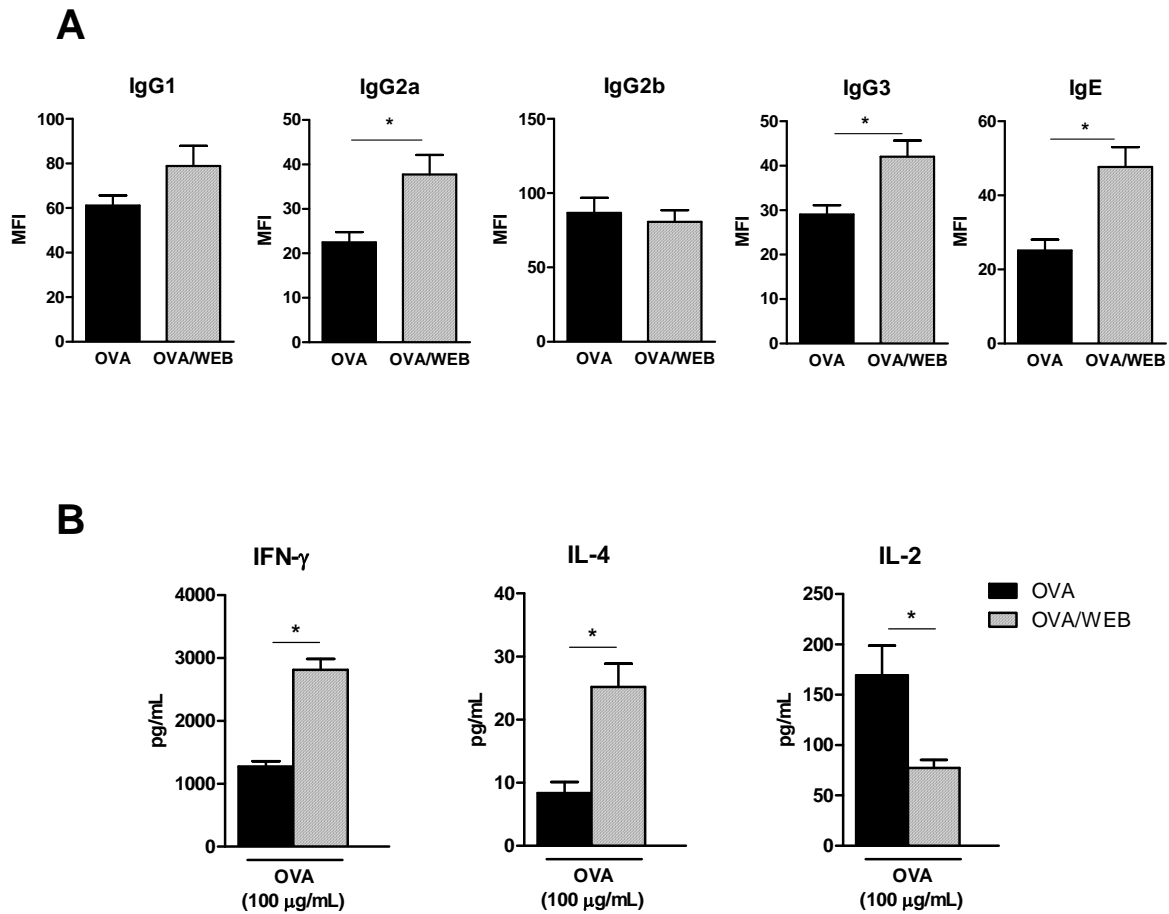 A
IgG1
100
80
60
40
20
0
MFI
OVA OVA/WEB
IgG2a
50
40
30
20
10
0
MFI
*
OVA OVA/WEB
IgG2b
150
100
50
0
MFI
OVA OVA/WEB
IgG3
50
40
30
20
10
0
MFI
*
OVA OVA/WEB
IgE
60
40
20
0
MFI
*
OVA OVA/WEB
B
IFN-γ
4000
3000
2000
1000
0
pg/mL
*
OVA
(100 μg/mL)
IL-4
40
30
20
10
0
pg/mL
*
OVA
(100 μg/mL)
IL-2
250
200
150
100
50
0
pg/mL
*
OVA
(100 μg/mL)
OVA
OVA/WEB